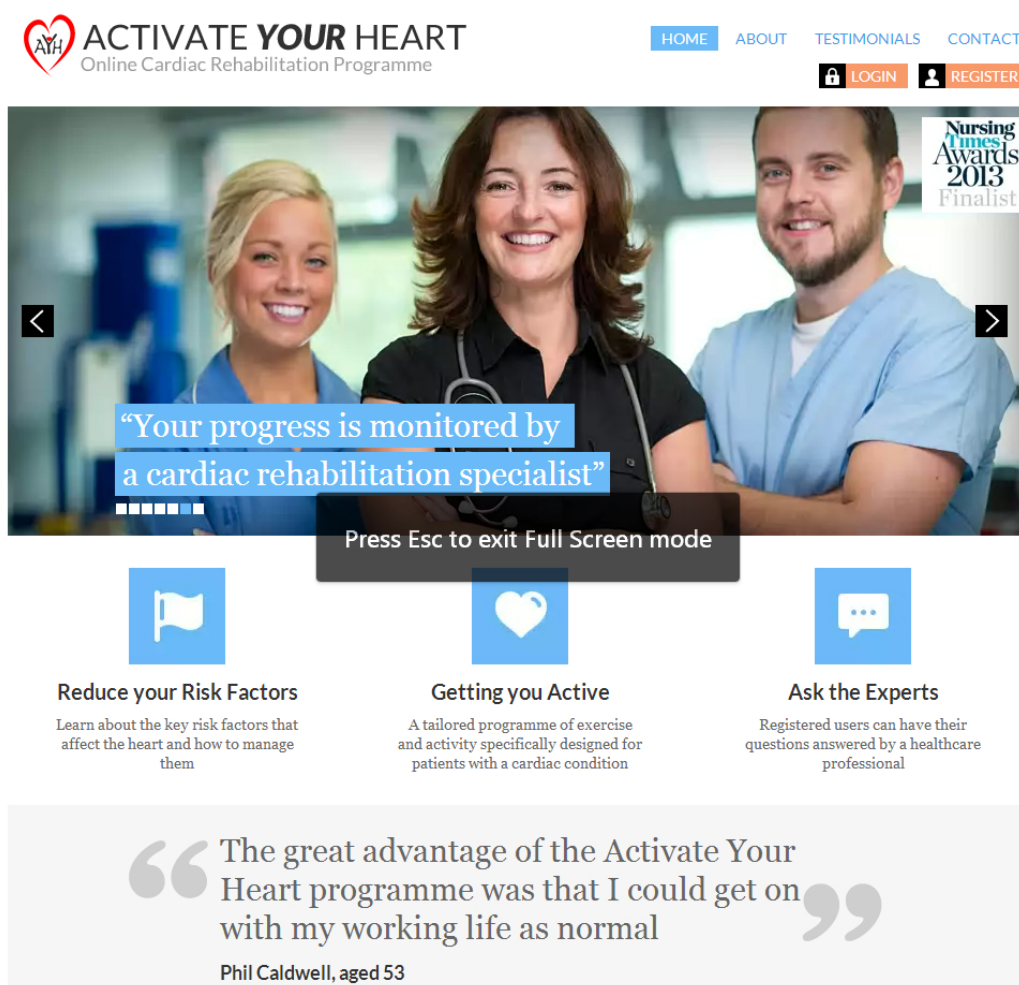 AYH
ACTIVATE YOUR HEART
Online Cardiac Rehabilitation Programme
HOME ABOUT TESTIMONIALS CONTACT
LOGIN REGISTER
Nursing
Times
Awards
2013
Finalist
“Your progress is monitored by
a cardiac rehabilitation specialist”
Press Esc to exit Full Screen mode
Reduce your Risk Factors
Learn about the key risk factors that
affect the heart and how to manage
them
Getting you Active
A tailored programme of exercise
and activity specifically designed for
patients with a cardiac condition
Ask the Experts
Registered users can have their
questions answered by a healthcare
professional
“The great advantage of the Activate Your
Heart programme was that I could get on
with my working life as normal”
Phil Caldwell, aged 53